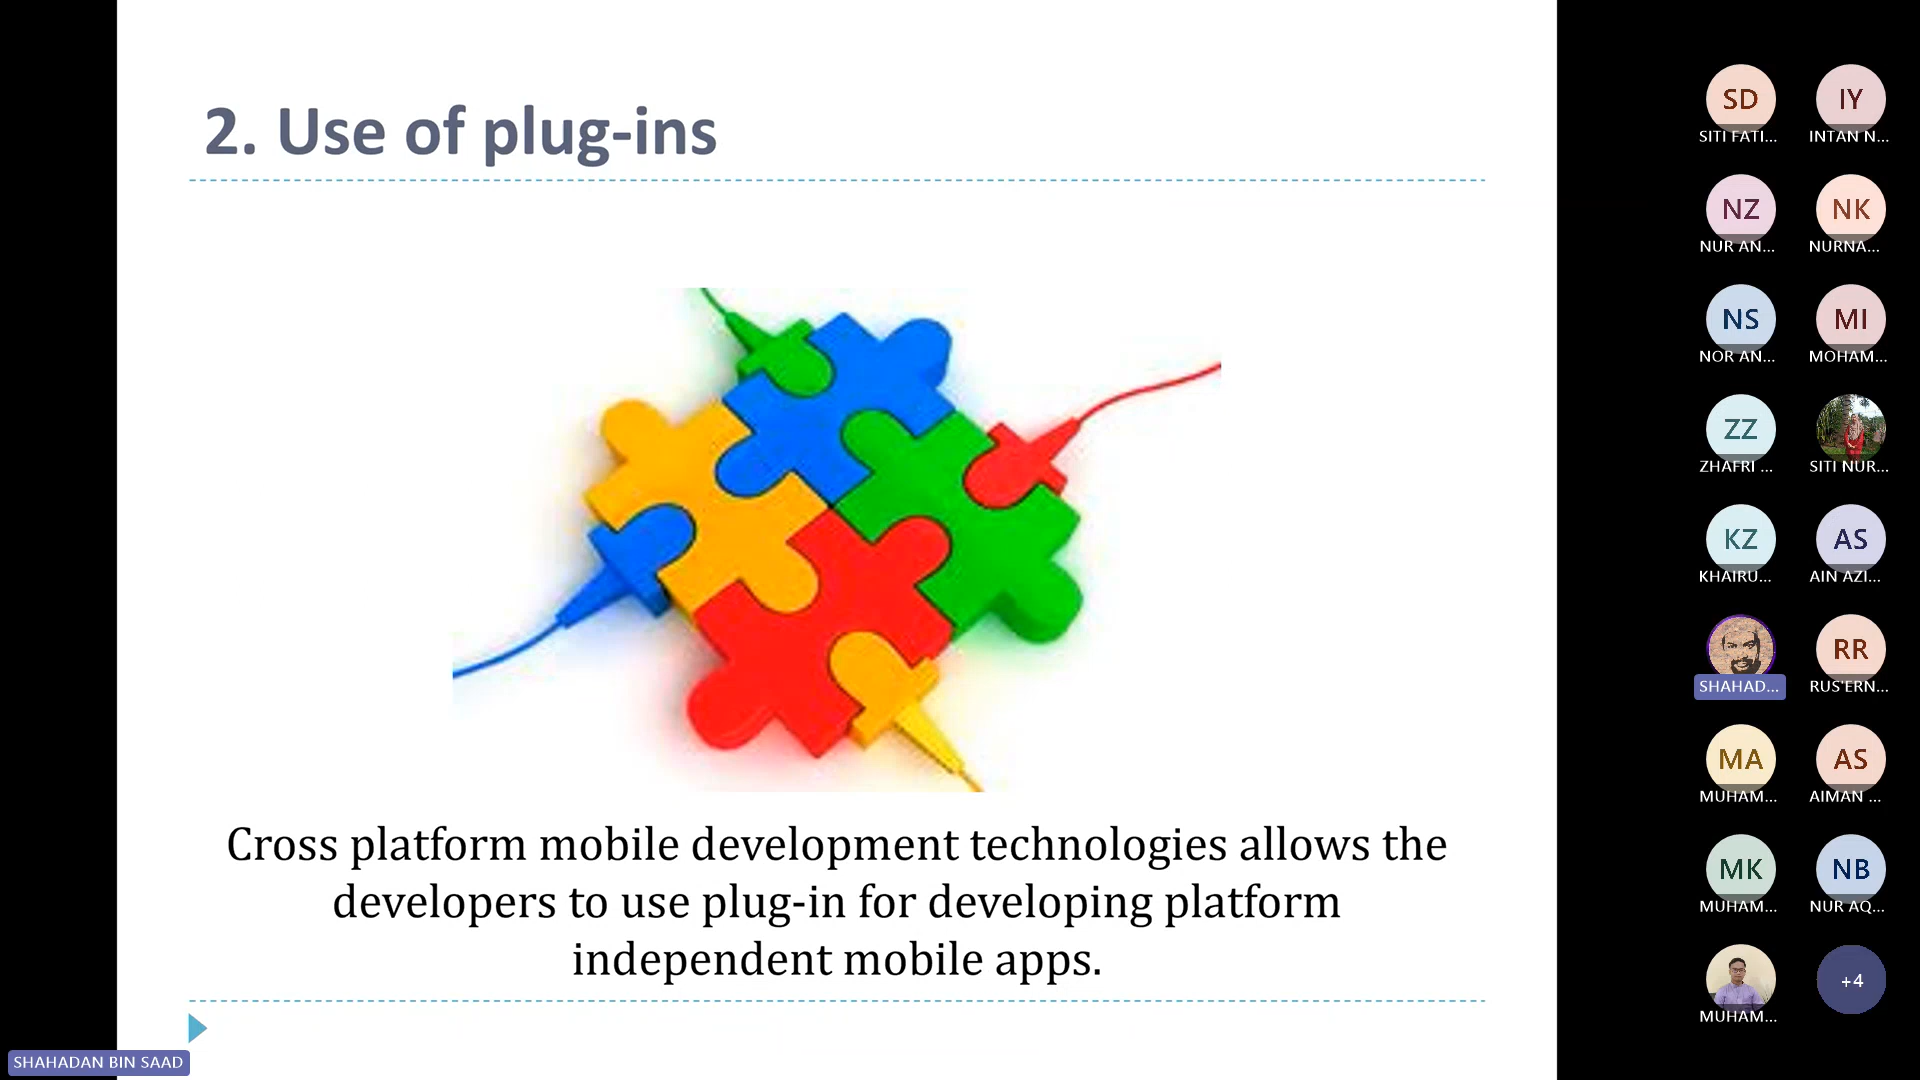 2. Use of plug-ins
Cross platform mobile development technologies allows the
developers to use plug-in for developing platform
independent mobile apps.
SHAHADAN BIN SAAD
SD
IY
SITI FATI...
INTAN N...
NZ
NK
NUR AN...
NURNA...
NS
MI
NOR AN...
MOHAM...
ZZ
ZHAFRI ...
SITI NUR...
KZ
AS
KHAIRU...
AIN AZI...
RR
SHAHAD...
RUS'ERN...
MA
AS
MUHAM...
AIMAN ...
MK
NB
MUHAM...
NUR AQ...
+4
MUHAM...